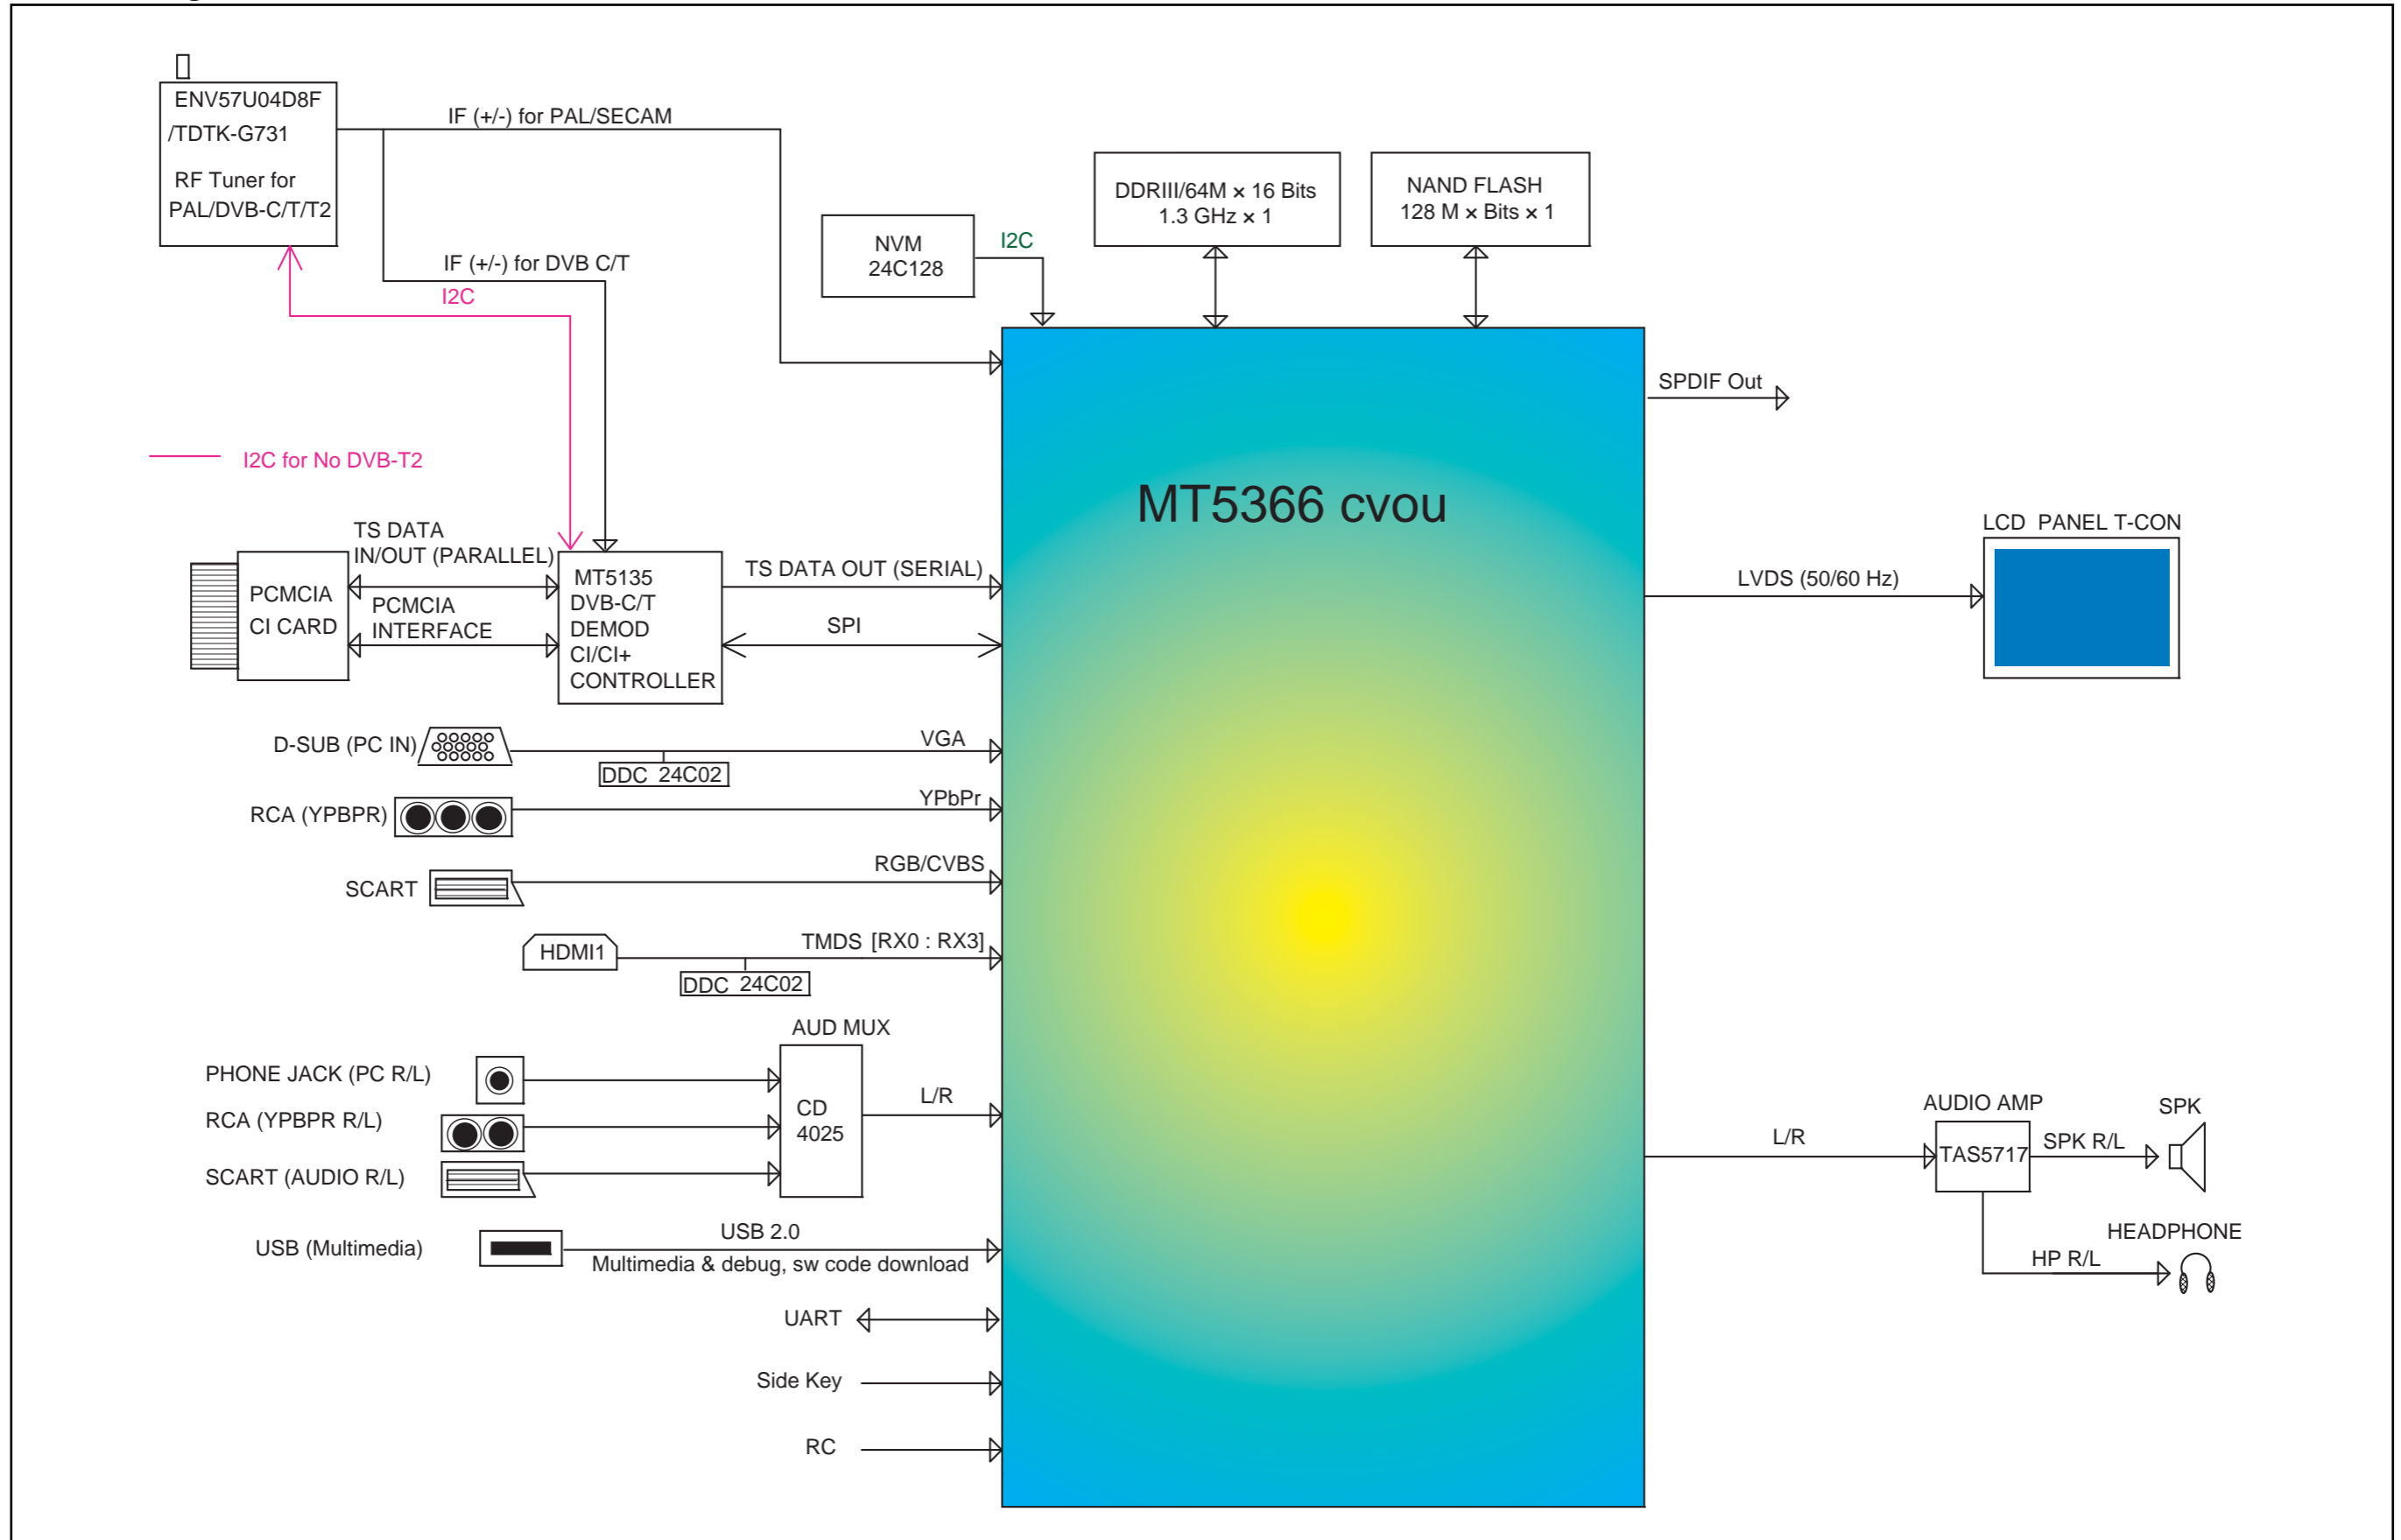 ENV57U04D8F
/TDTK-G731
RF Tuner for
PAL/DVB-C/T/T2
IF (+/-) for PAL/SECAM
IF (+/-) for DVB C/T
I2C
NVM
24C128
I2C
DDRIII/64M × 16 Bits
1.3 GHz × 1
NAND FLASH
128 M × Bits × 1
SPDIF Out
I2C for No DVB-T2
MT5366 cvou
TS DATA
IN/OUT (PARALLEL)
PCMCIA
CI CARD
PCMCIA
INTERFACE
MT5135
DVB-C/T
DEMOD
CI/CI+
CONTROLLER
TS DATA OUT (SERIAL)
SPI
LCD PANEL T-CON
LVDS (50/60 Hz)
D-SUB (PC IN)
VGA
DDC 24C02
RCA (YPBPR)
YPbPr
SCART
RGB/CVBS
HDMI1
TMDS [RX0 : RX3]
DDC 24C02
AUD MUX
PHONE JACK (PC R/L)
RCA (YPBPR R/L)
SCART (AUDIO R/L)
CD
4025
L/R
USB (Multimedia)
USB 2.0
Multimedia & debug, sw code download
UART
Side Key
RC
L/R
AUDIO AMP
TAS5717
SPK R/L
SPK
HEADPHONE
HP R/L